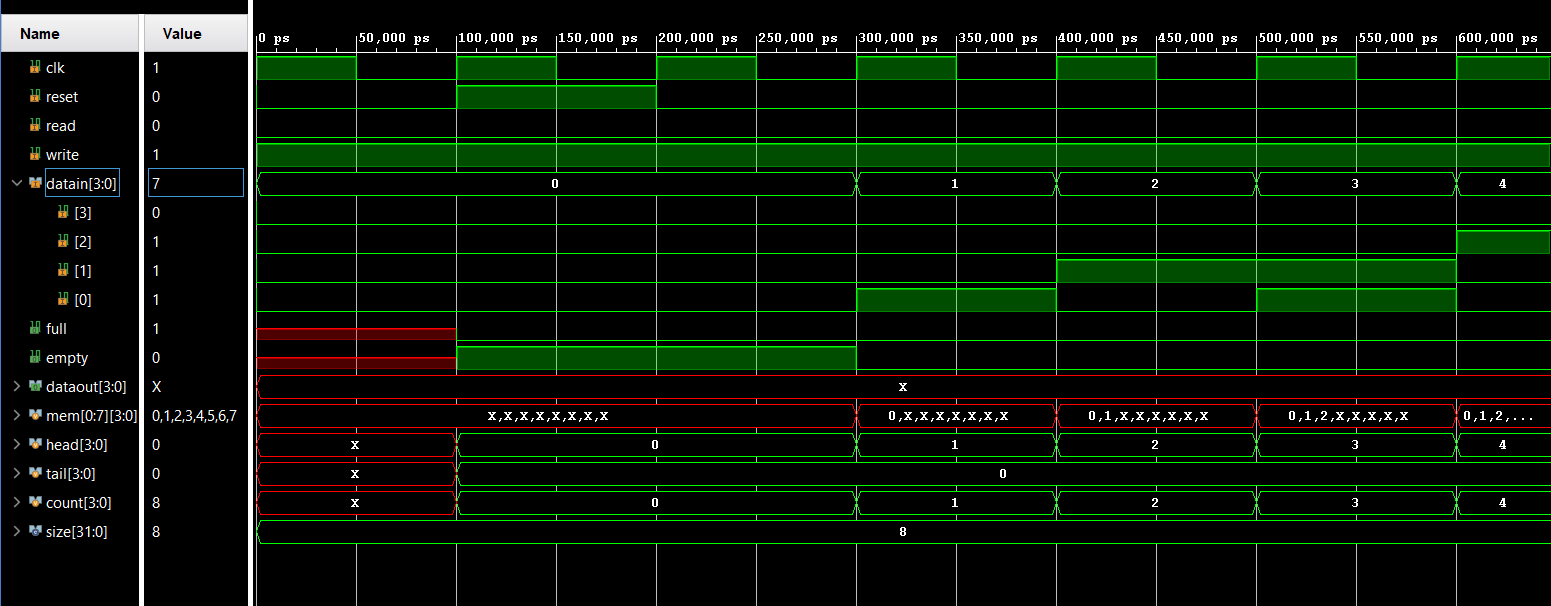 Name Value
0 ps 50,000 ps 100,000 ps 150,000 ps 200,000 ps 250,000 ps 300,000 ps 350,000 ps 400,000 ps 450,000 ps 500,000 ps 550,000 ps 600,000 ps
clk 1
reset 0
read 0
write 1
datain[3:0] 7 0 1 2 3 4
[3] 0
[2] 1
[1] 1
[0] 1
full 1
empty 0
dataout[3:0] X X
mem[0:7][3:0] 0,1,2,3,4,5,6,7 X,X,X,X,X,X,X,X 0,X,X,X,X,X,X,X 0,1,X,X,X,X,X,X 0,1,2,X,X,X,X,X 0,1,2,...
head[3:0] 0 X 0 1 2 3 4
tail[3:0] 0 X 0
count[3:0] 8 X 0 1 2 3 4
size[31:0] 8 8